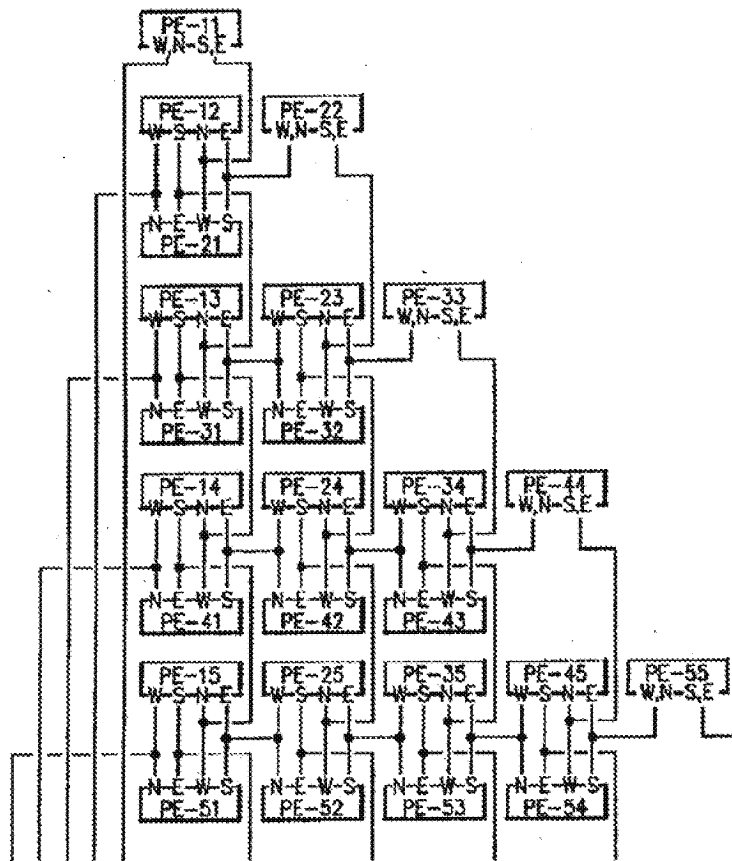 PE-11
W,N-S,E
PE-12 PE-22
W-S-N-E W,N-S,E
N-E-W-S
PE-21
PE-13 PE-23 PE-33
W-S-N-E W-S-N-E W,N-S,E
N-E-W-S N-E-W-S
PE-31 PE-32
PE-14 PE-24 PE-34 PE-44
W-S-N-E W-S-N-E W-S-N-E W,N-S,E
N-E-W-S N-E-W-S N-E-W-S
PE-41 PE-42 PE-43
PE-15 PE-25 PE-35 PE-45 PE-55
W-S-N-E W-S-N-E W-S-N-E W-S-N-E W,N-S,E
N-E-W-S N-E-W-S N-E-W-S N-E-W-S
PE-51 PE-52 PE-53 PE-54